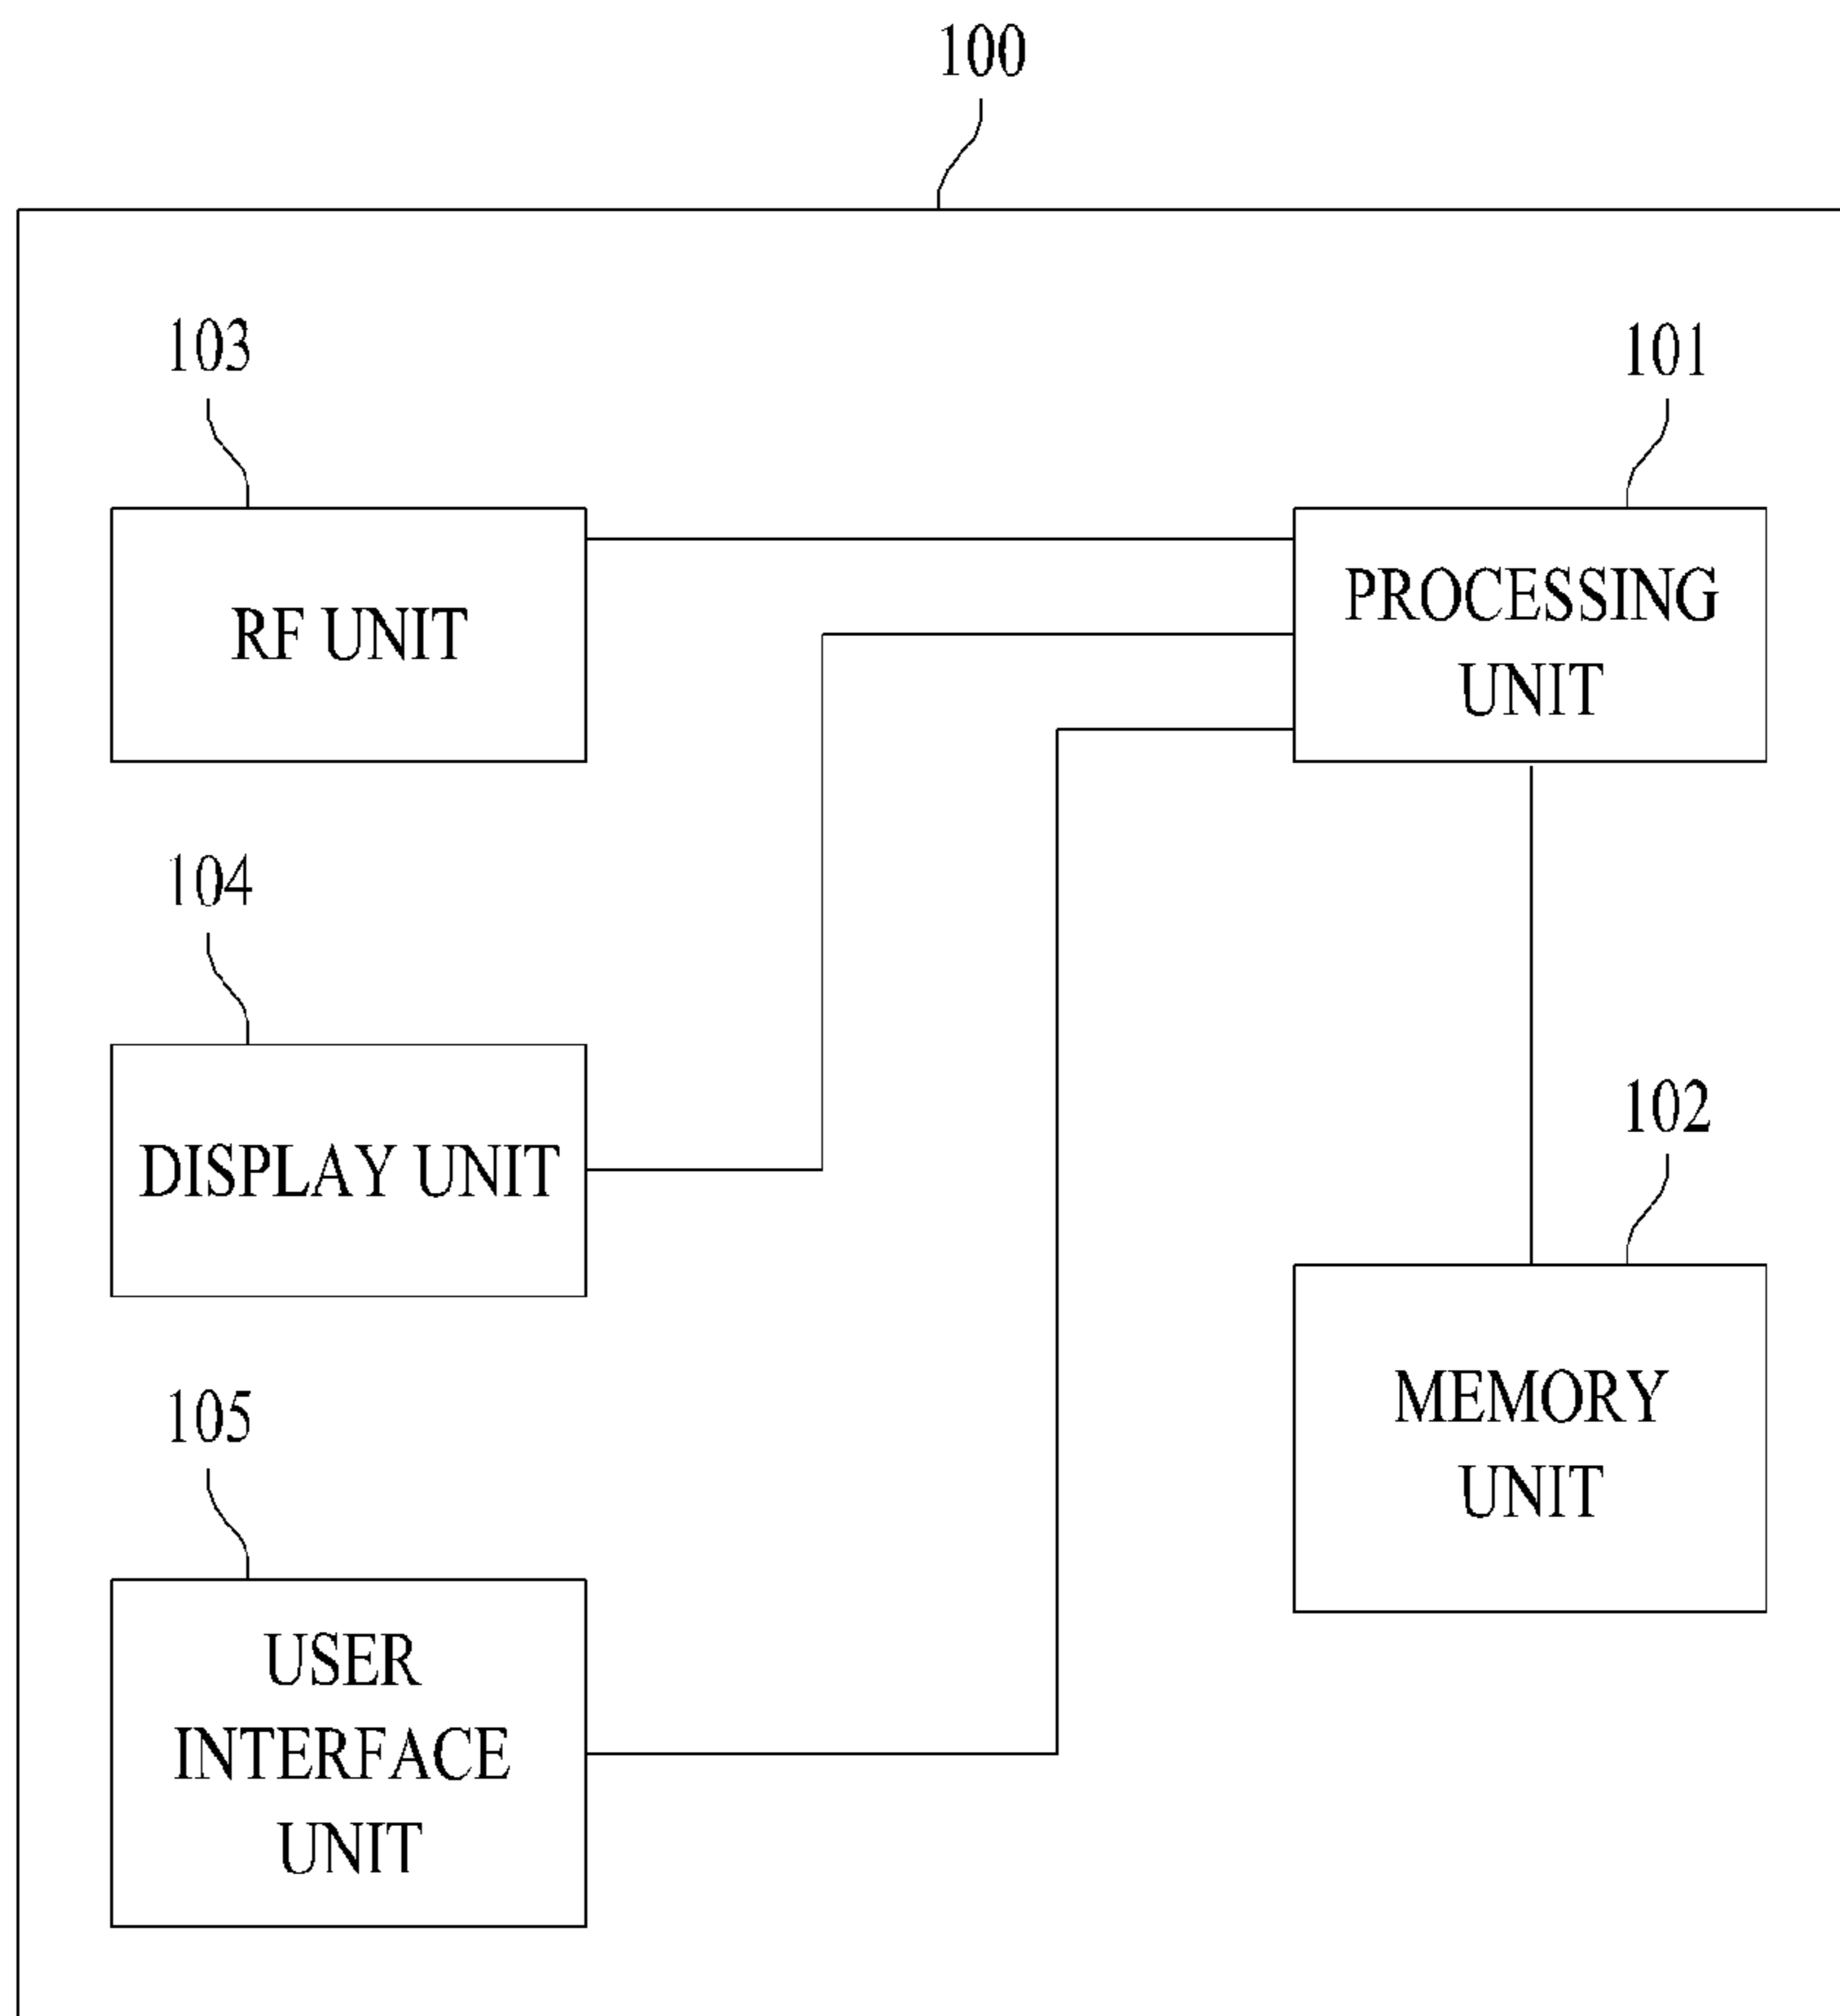 100
103
101
RF UNIT
PROCESSING
UNIT
104
DISPLAY UNIT
102
MEMORY
UNIT
105
USER
INTERFACE
UNIT